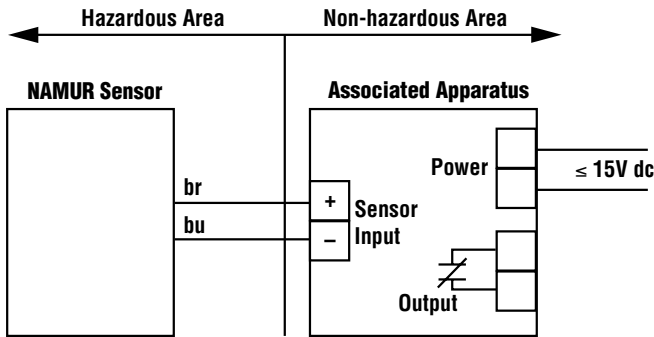 Hazardous Area
Non-hazardous Area
NAMUR Sensor
Associated Apparatus
Power
≤ 15V dc
br
+
Sensor
Input
bu
–
Output